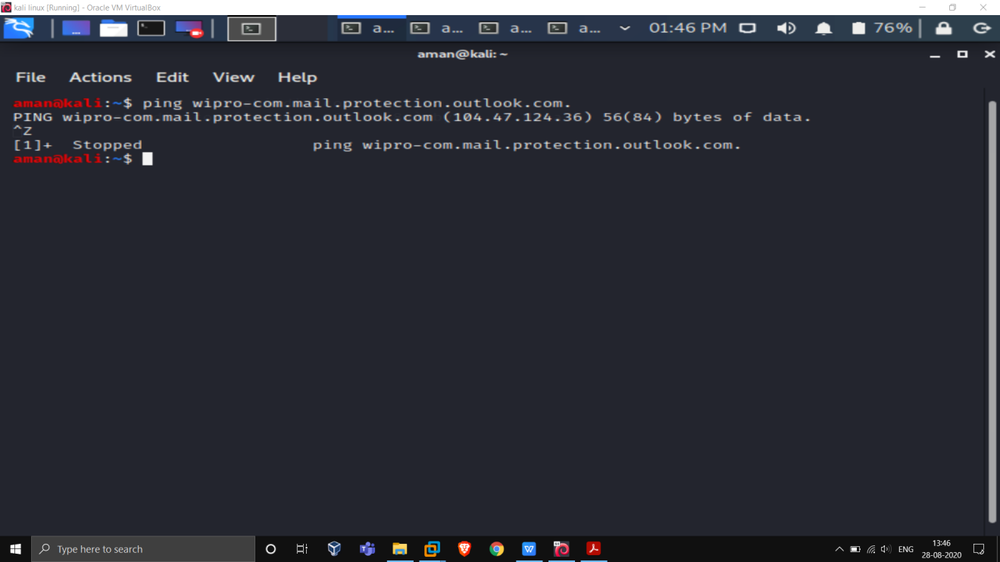 kali linux [Running] - Oracle VM VirtualBox
a... a... a... a... 01:46 PM 76%
aman@kali: ~
File Actions Edit View Help
aman@kali:~$ ping wipro-com.mail.protection.outlook.com.
PING wipro-com.mail.protection.outlook.com (104.47.124.36) 56(84) bytes of data.
^Z
[1]+  Stopped                 ping wipro-com.mail.protection.outlook.com.
aman@kali:~$
Type here to search
ENG
13:46
28-08-2020